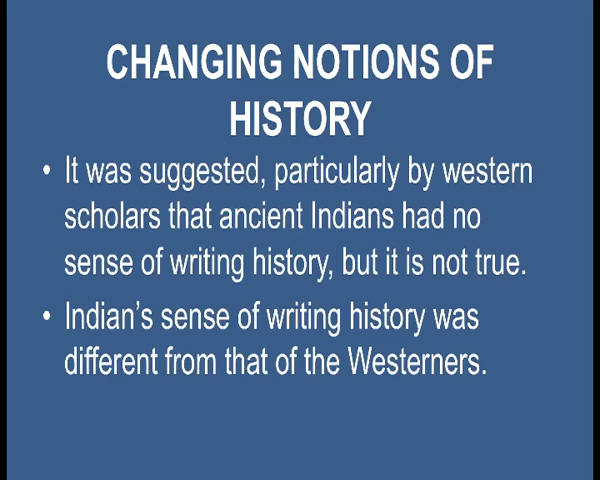 CHANGING NOTIONS OF
HISTORY
• It was suggested, particularly by western
scholars that ancient Indians had no
sense of writing history, but it is not true.
• Indian’s sense of writing history was
different from that of the Westerners.